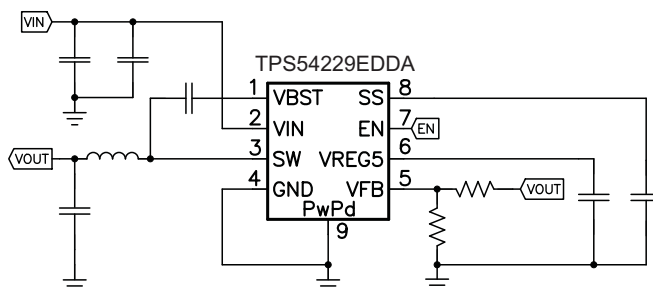 VIN
TPS54229EDDA
1 VBST SS 8
2 VIN EN 7 EN
VOUT 3 SW VREG5 6
4 GND VFB 5 VOUT
PwPd
9